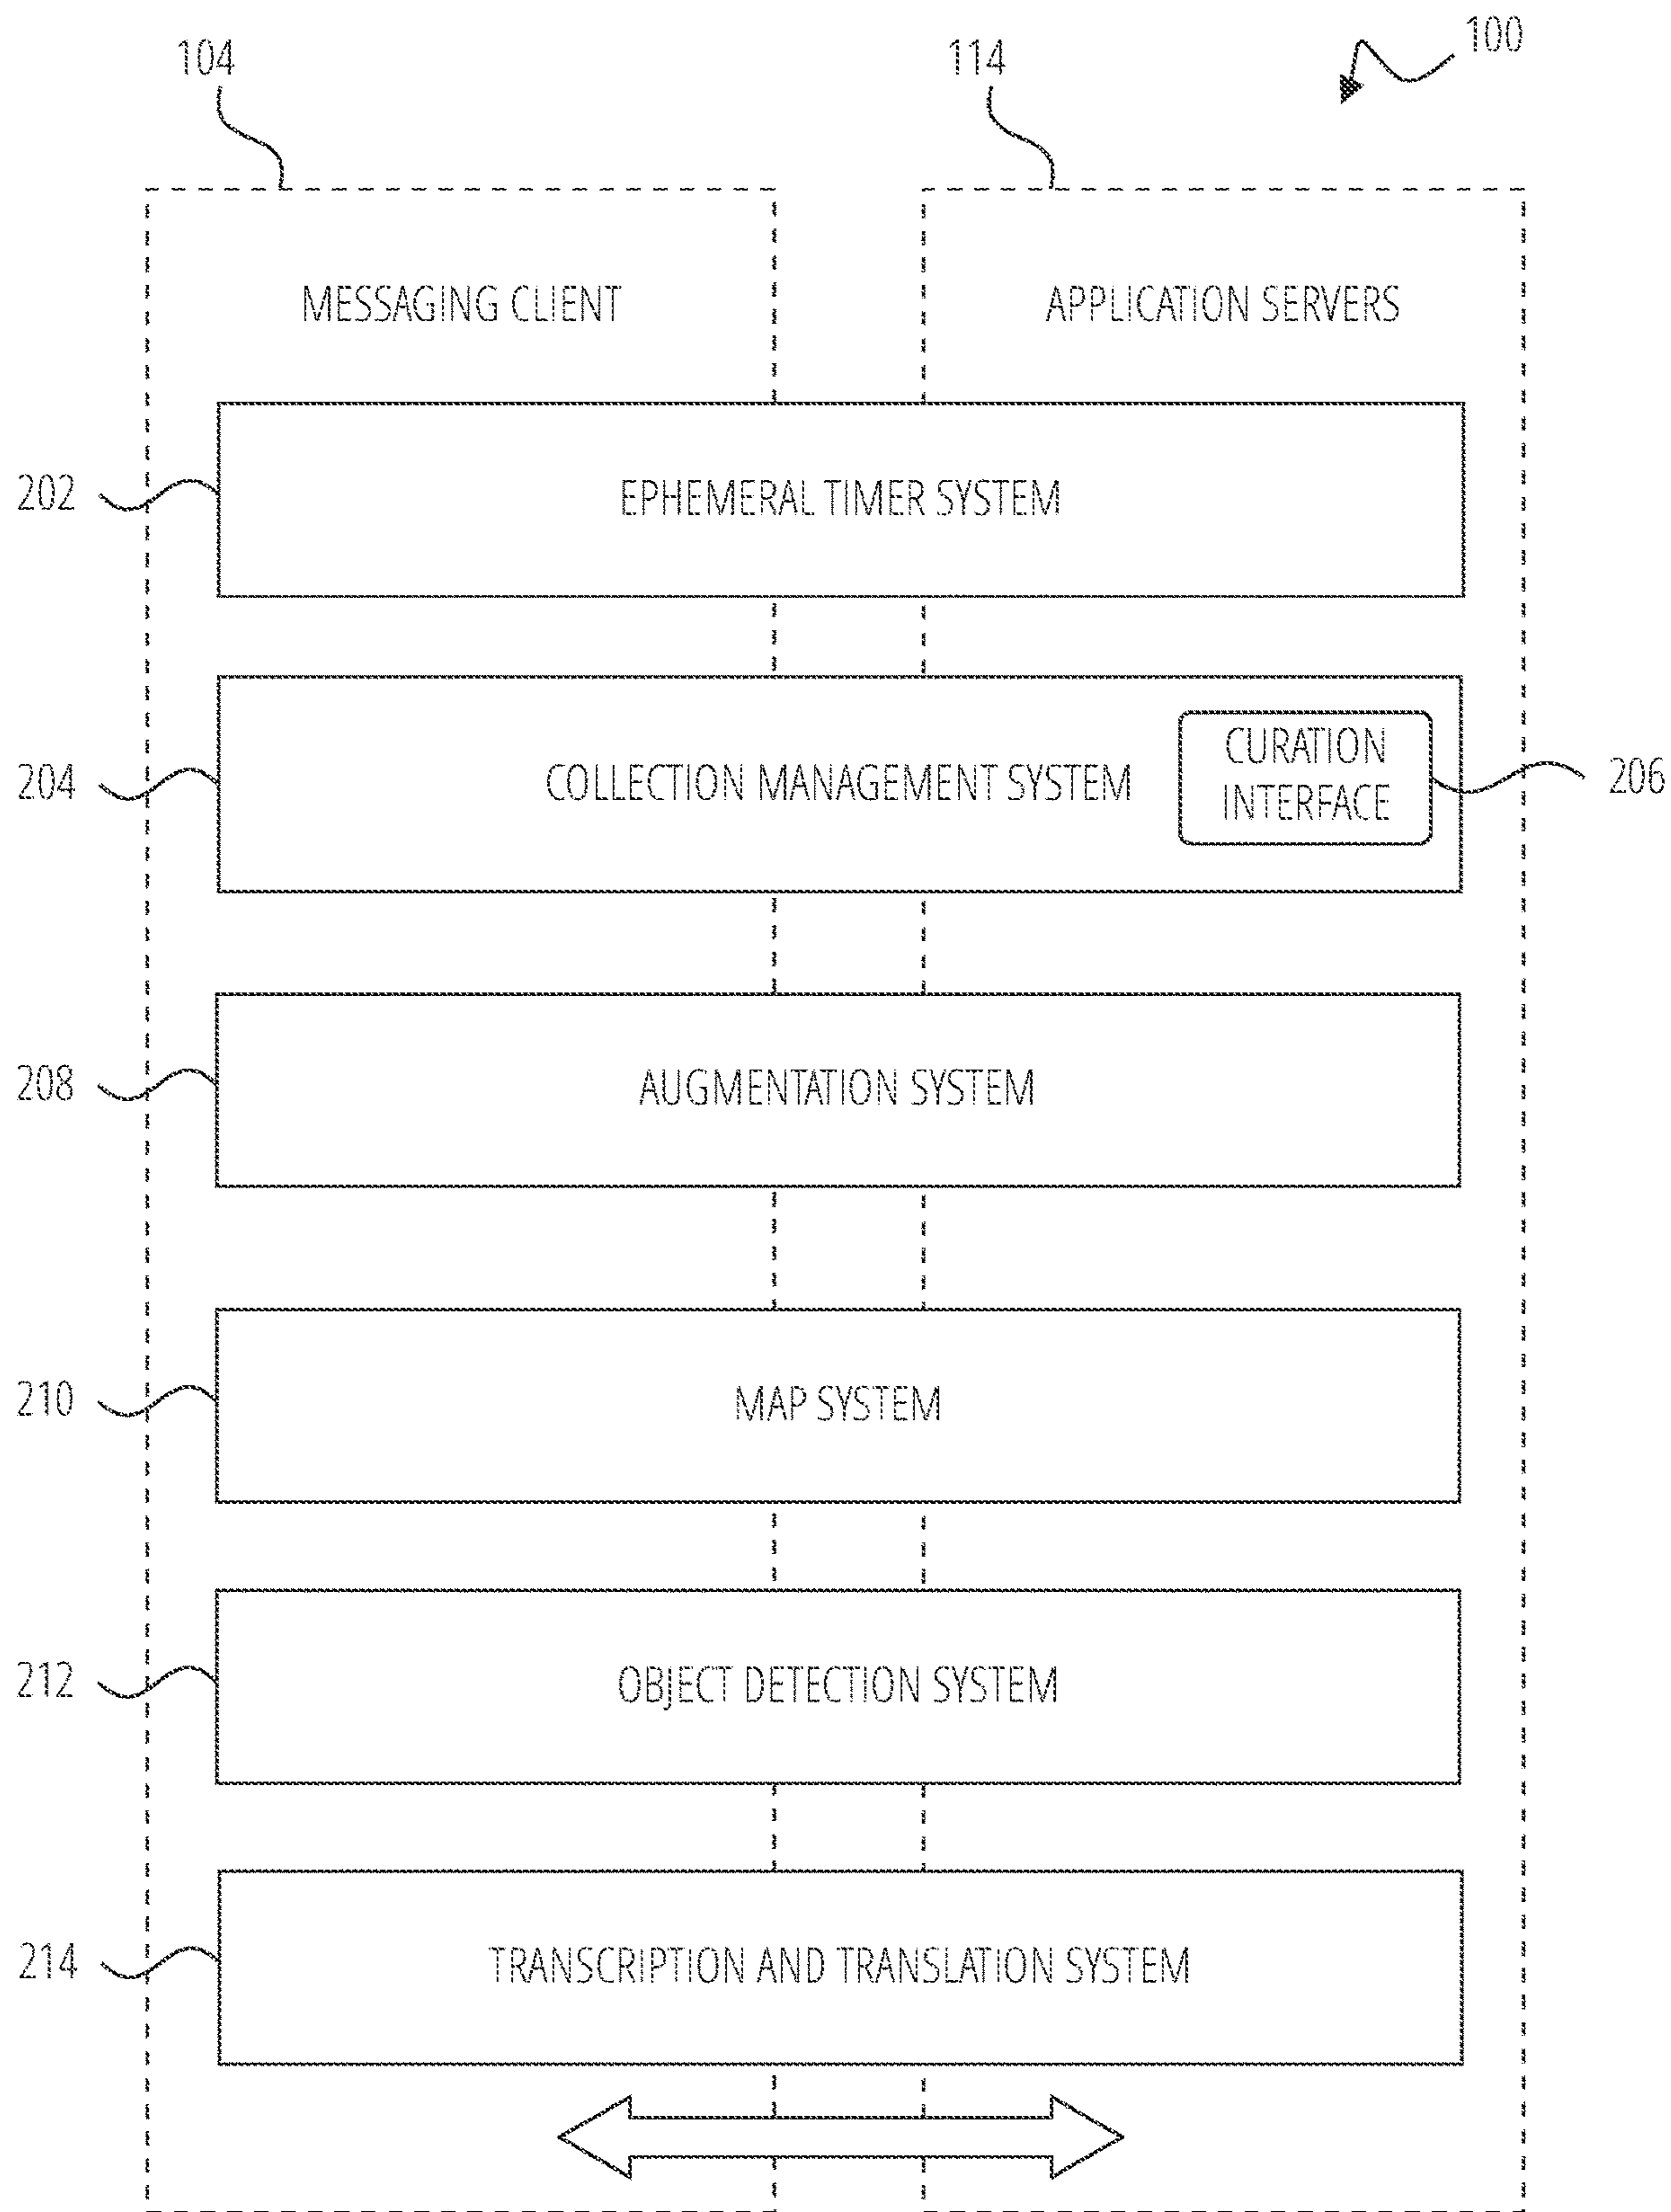 100
104
114
MESSAGING CLIENT
APPLICATION SERVERS
202
EPHEMERAL TIMER SYSTEM
204
COLLECTION MANAGEMENT SYSTEM
CURATION
INTERFACE
206
208
AUGMENTATION SYSTEM
210
MAP SYSTEM
212
OBJECT DETECTION SYSTEM
214
TRANSCRIPTION AND TRANSLATION SYSTEM